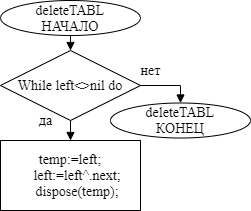 deleteTABL
НАЧАЛО
While left<>nil do
нет
да
deleteTABL
КОНЕЦ
temp:=left;
left:=left^.next;
dispose(temp);